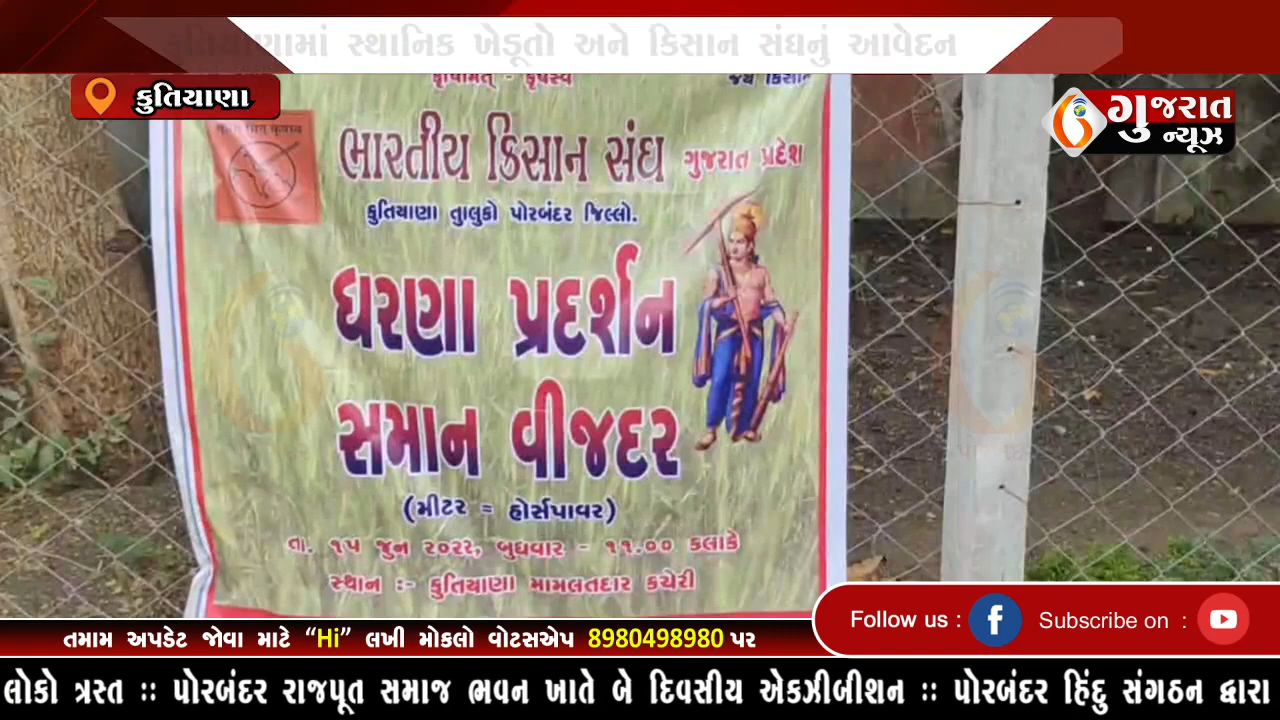 કુતિયાણામાં સ્થાનિક ખેડૂતો અને કિસાન સંઘનું આવેદન
કુતિયાણા
ગુજરાત
ન્યૂઝ
જય કિસાન
ભારતીય કિસાન સંઘ ગુજરાત પ્રદેશ
કુતિયાણા તાલુકો પોરબંદર જિલ્લો.
ધરણા પ્રદર્શન
સમાન વીજદર
(મીટર = હોર્સપાવર)
તા. ૧૫ જુન ૨૦૨૨, બુધવાર - ૧૧.૦૦ કલાકે
સ્થાન :- કુતિયાણા મામલતદાર કચેરી
Follow us : Subscribe on :
તમામ અપડેટ જોવા માટે “Hi” લખી મોકલો વોટસએપ 8980498980 પર
લોકો ત્રસ્ત :: પોરબંદર રાજપૂત સમાજ ભવન ખાતે બે દિવસીય એકઝીબીશન :: પોરબંદર હિંદુ સંગઠન દ્વારા